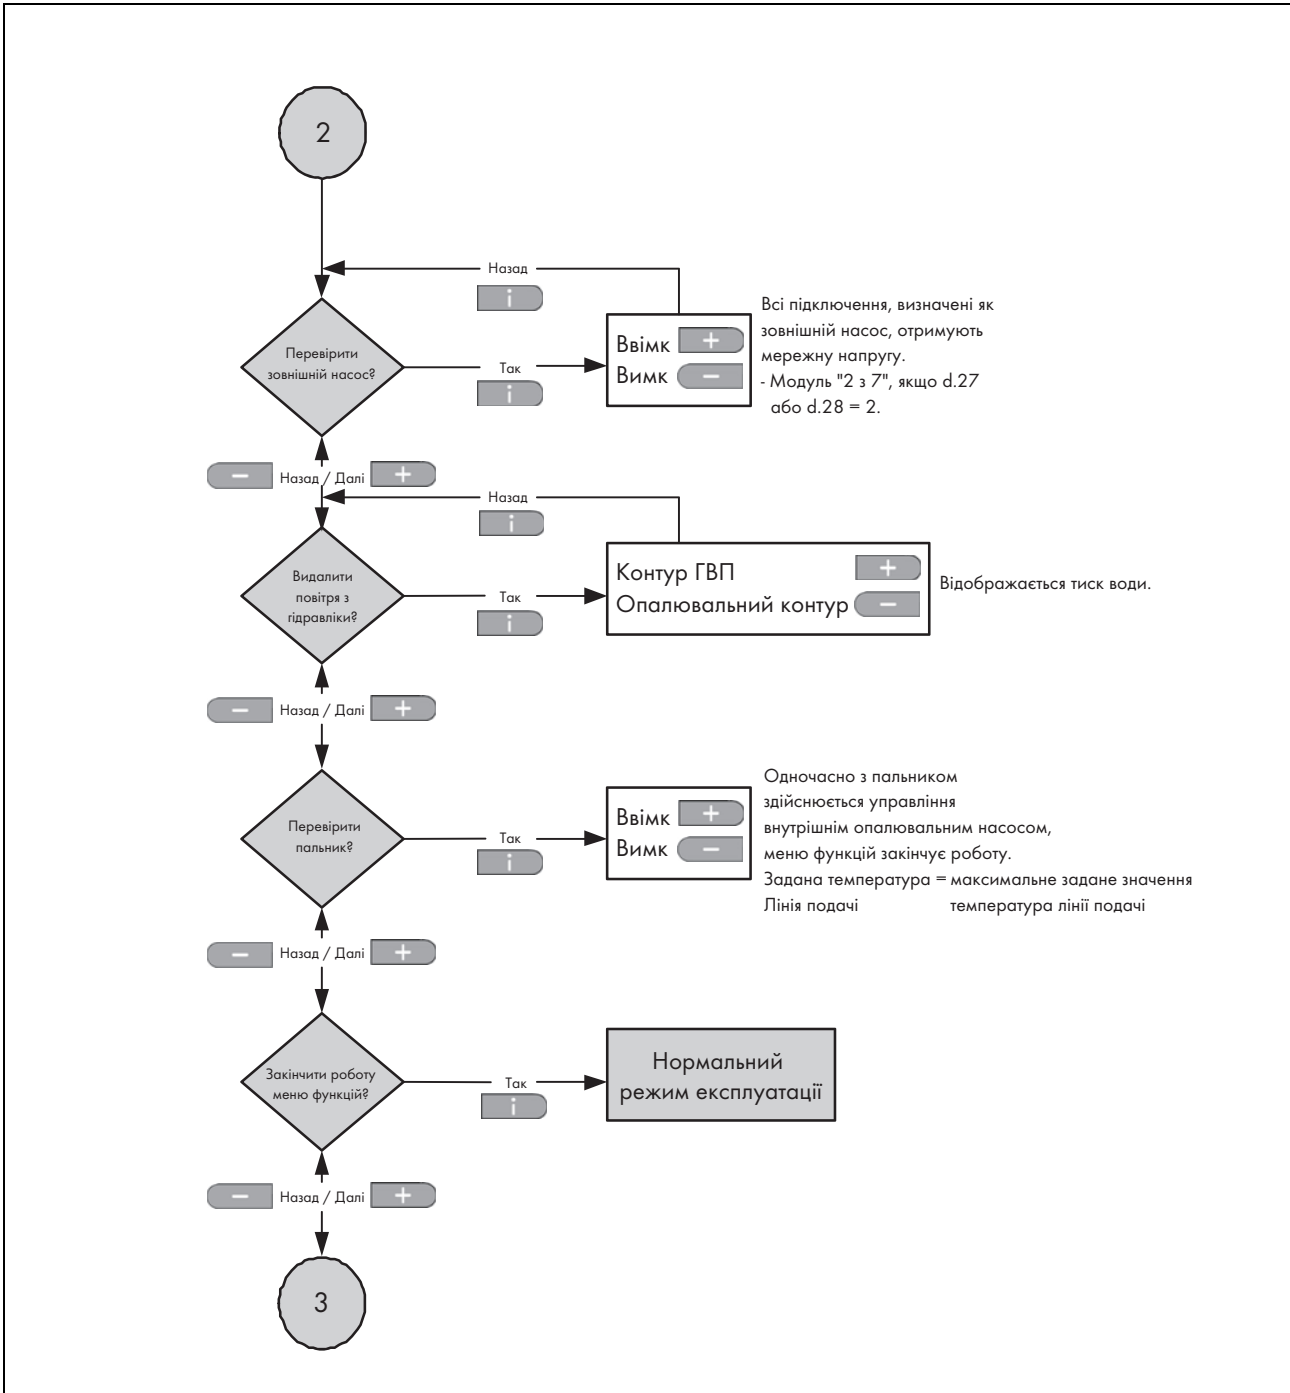 2
Назад
i
Перевірити
зовнішній насос?
Так
i
Ввімк +
Вимк −
Всі підключення, визначені як
зовнішній насос, отримують
мережну напругу.
- Модуль "2 з 7", якщо d.27
або d.28 = 2.
− Назад / Далі +
Назад
i
Видалити
повітря з
гідравліки?
Так
i
Контур ГВП +
Опалювальний контур −
Відображається тиск води.
− Назад / Далі +
Перевірити
пальник?
Так
i
Ввімк +
Вимк −
Одночасно з пальником
здійснюється управління
внутрішнім опалювальним насосом,
меню функцій закінчує роботу.
Задана температура = максимальне задане значення
Лінія подачі температура лінії подачі
− Назад / Далі +
Закінчити роботу
меню функцій?
Так
i
Нормальний
режим експлуатації
− Назад / Далі +
3